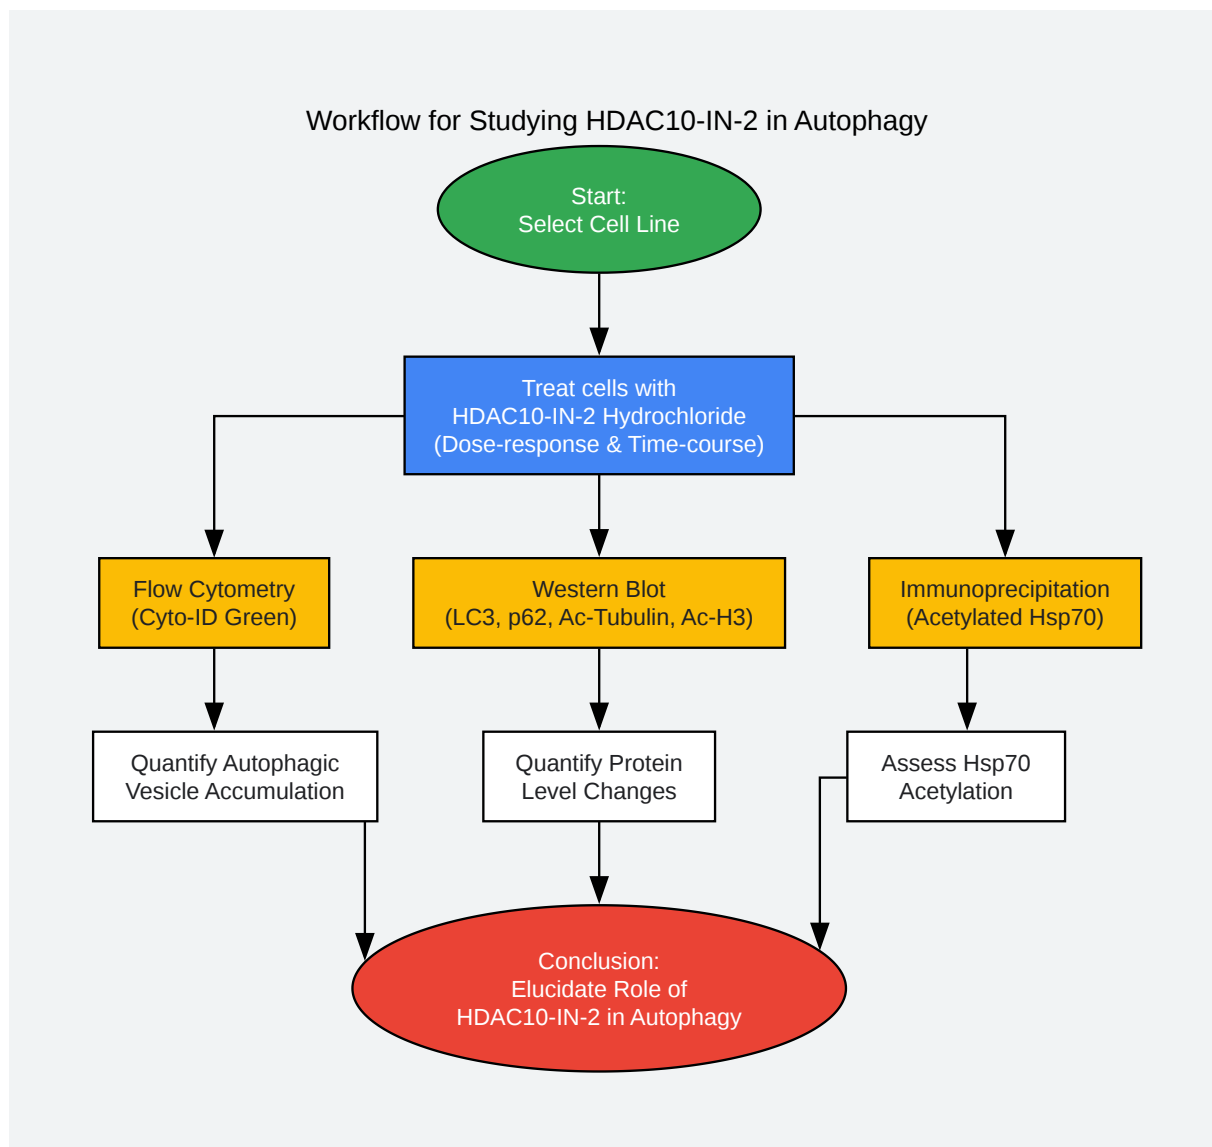 Workflow for Studying HDAC10-IN-2 in Autophagy
Start:
Select Cell Line
Treat cells with
HDAC10-IN-2 Hydrochloride
(Dose-response & Time-course)
Flow Cytometry
(Cyto-ID Green)
Western Blot
(LC3, p62, Ac-Tubulin, Ac-H3)
Immunoprecipitation
(Acetylated Hsp70)
Quantify Autophagic
Vesicle Accumulation
Quantify Protein
Level Changes
Assess Hsp70
Acetylation
Conclusion:
Elucidate Role of
HDAC10-IN-2 in Autophagy